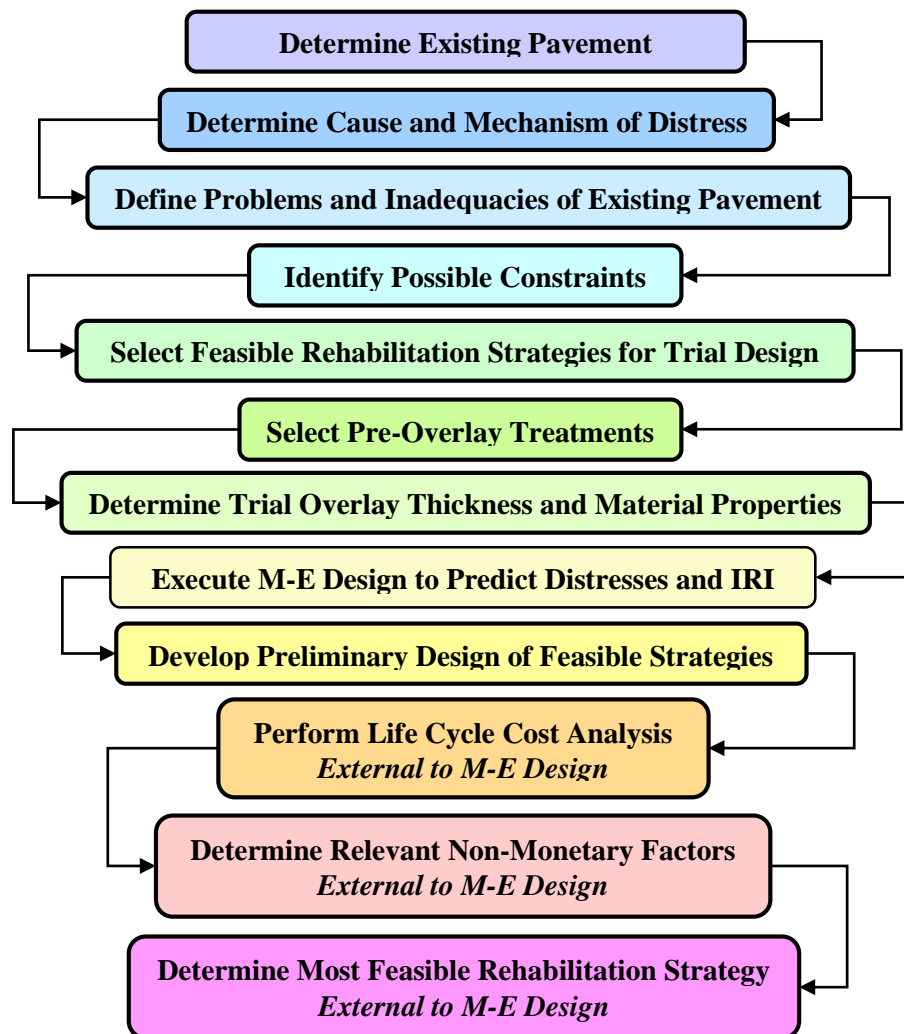 Determine Existing Pavement
Determine Cause and Mechanism of Distress
Define Problems and Inadequacies of Existing Pavement
Identify Possible Constraints
Select Feasible Rehabilitation Strategies for Trial Design
Select Pre-Overlay Treatments
Determine Trial Overlay Thickness and Material Properties
Execute M-E Design to Predict Distresses and IRI
Develop Preliminary Design of Feasible Strategies
Perform Life Cycle Cost Analysis
External to M-E Design
Determine Relevant Non-Monetary Factors
External to M-E Design
Determine Most Feasible Rehabilitation Strategy
External to M-E Design